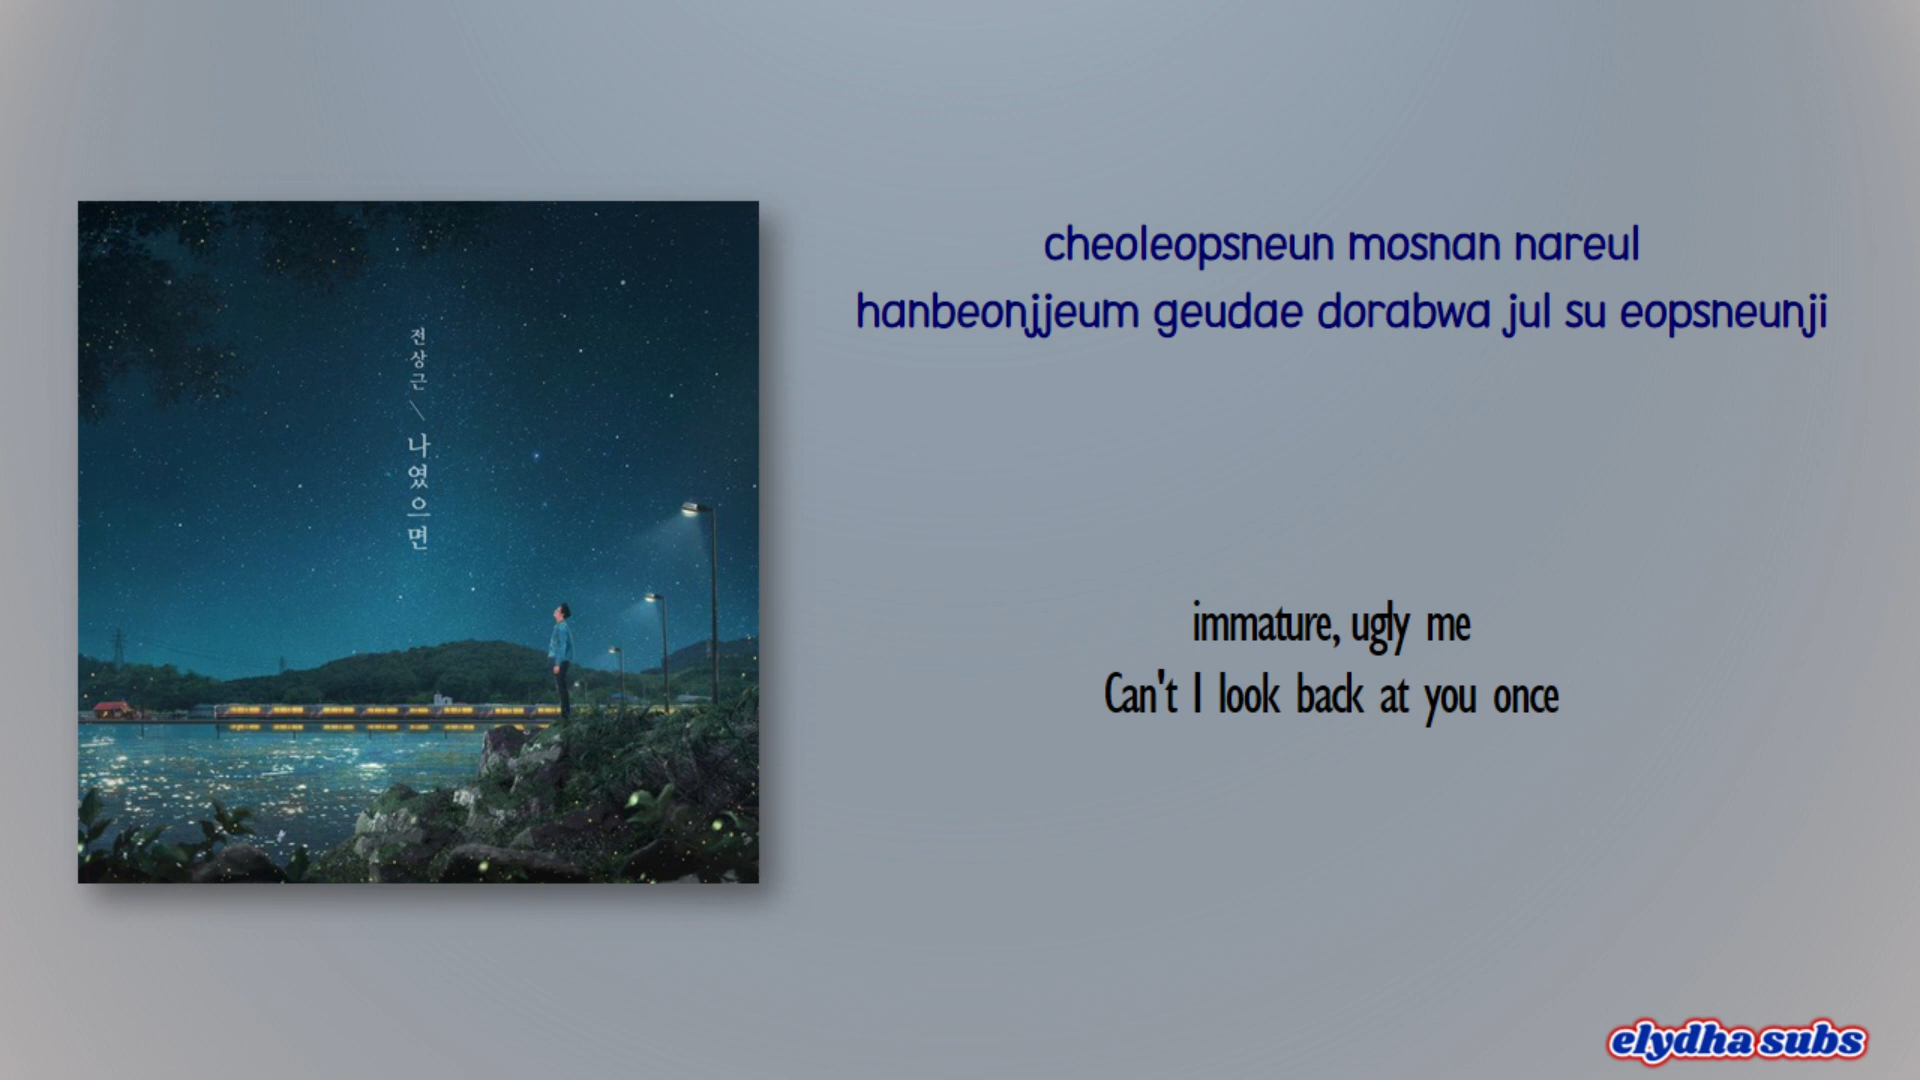 전상근 \ 나였으면
cheoleopsneun mosnan nareul
hanbeonjjeum geudae dorabwa jul su eopsneunji
immature, ugly me
Can't I look back at you once
elydha subs